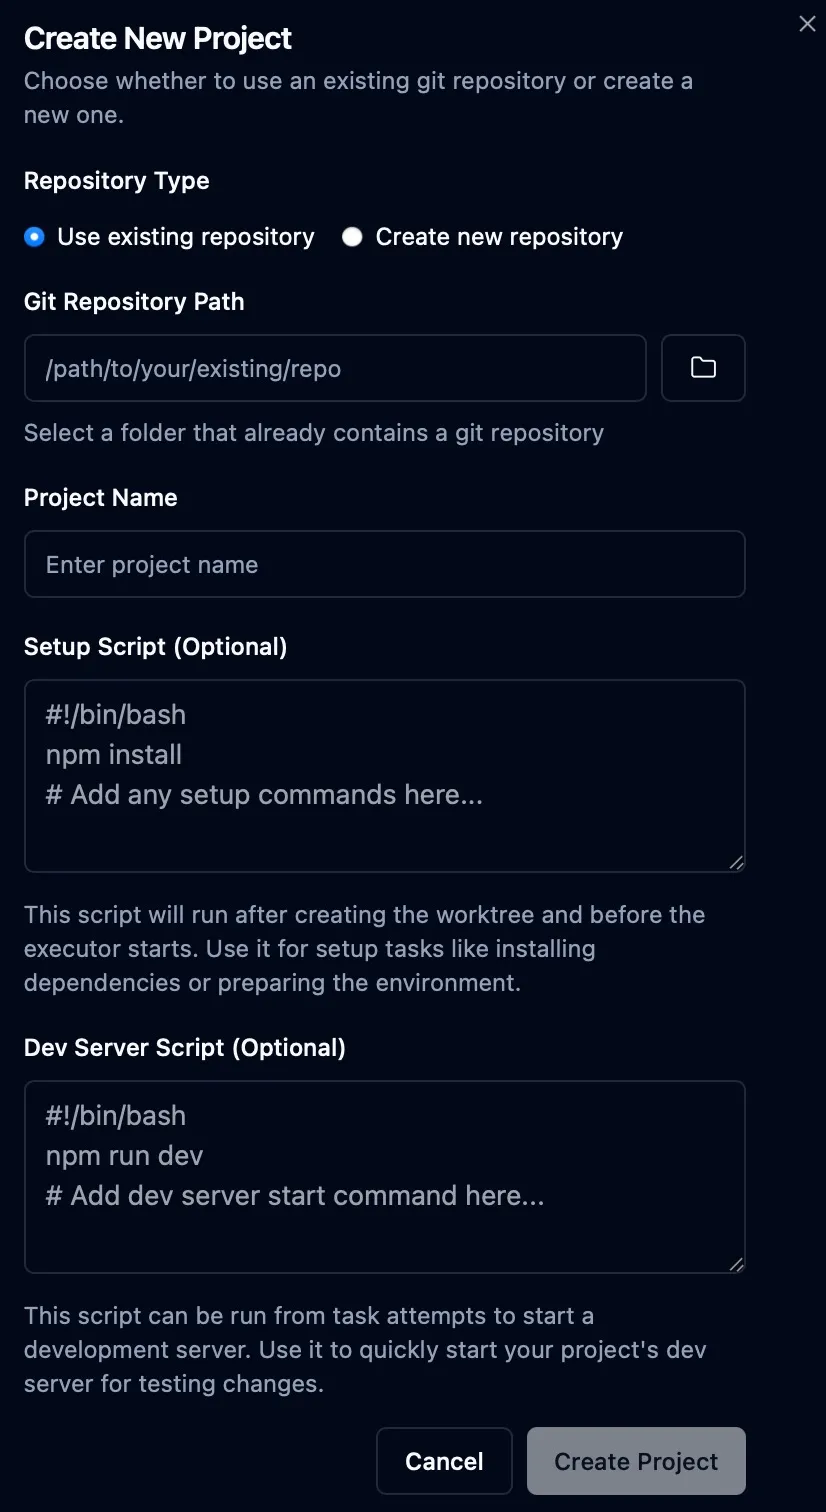 Create New Project
Choose whether to use an existing git repository or create a
new one.
Repository Type
Use existing repository
Create new repository
Git Repository Path
/path/to/your/existing/repo
Select a folder that already contains a git repository
Project Name
Enter project name
Setup Script (Optional)
#!/bin/bash
npm install
# Add any setup commands here...
This script will run after creating the worktree and before the
executor starts. Use it for setup tasks like installing
dependencies or preparing the environment.
Dev Server Script (Optional)
#!/bin/bash
npm run dev
# Add dev server start command here...
This script can be run from task attempts to start a
development server. Use it to quickly start your project's dev
server for testing changes.
Cancel
Create Project